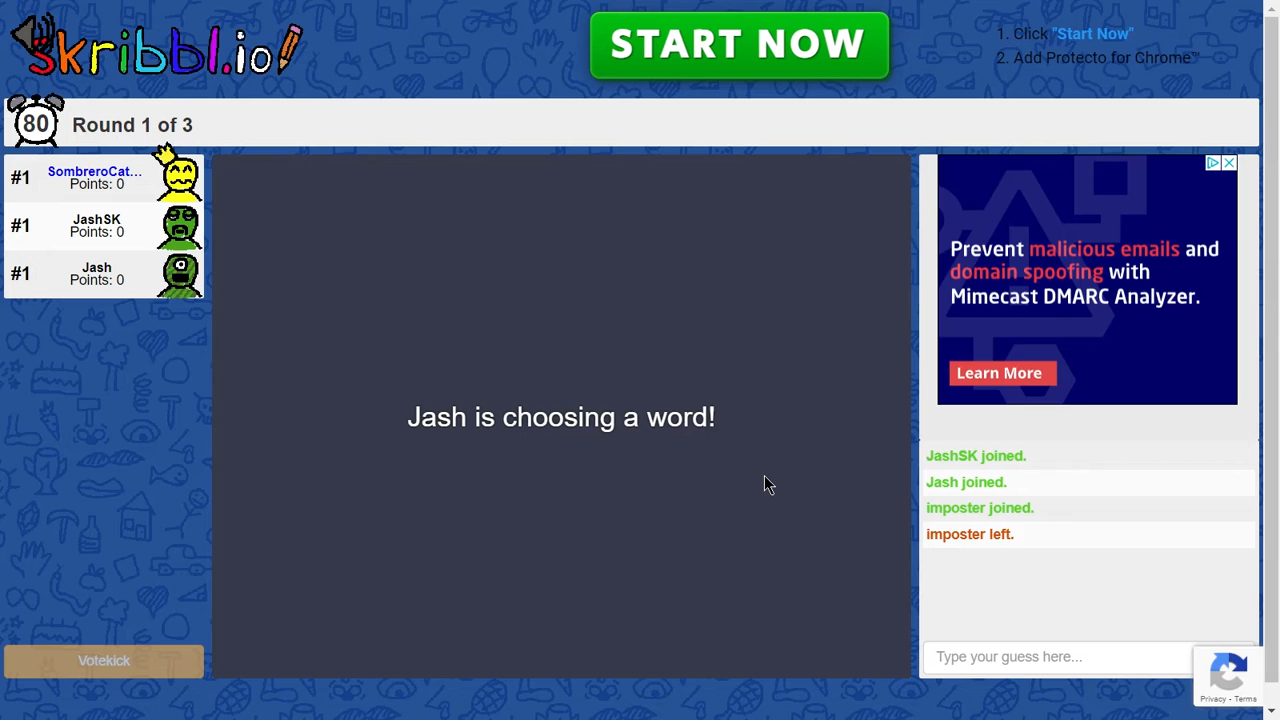 skribbl.io
START NOW
1. Click "Start Now"
2. Add Protecto for Chrome™
80
Round 1 of 3
#1
SombreroCat...
Points: 0
#1
JashSK
Points: 0
#1
Jash
Points: 0
Jash is choosing a word!
Prevent malicious emails and
domain spoofing with
Mimecast DMARC Analyzer.
Learn More
JashSK joined.
Jash joined.
imposter joined.
imposter left.
Votekick
Type your guess here...
Privacy - Terms